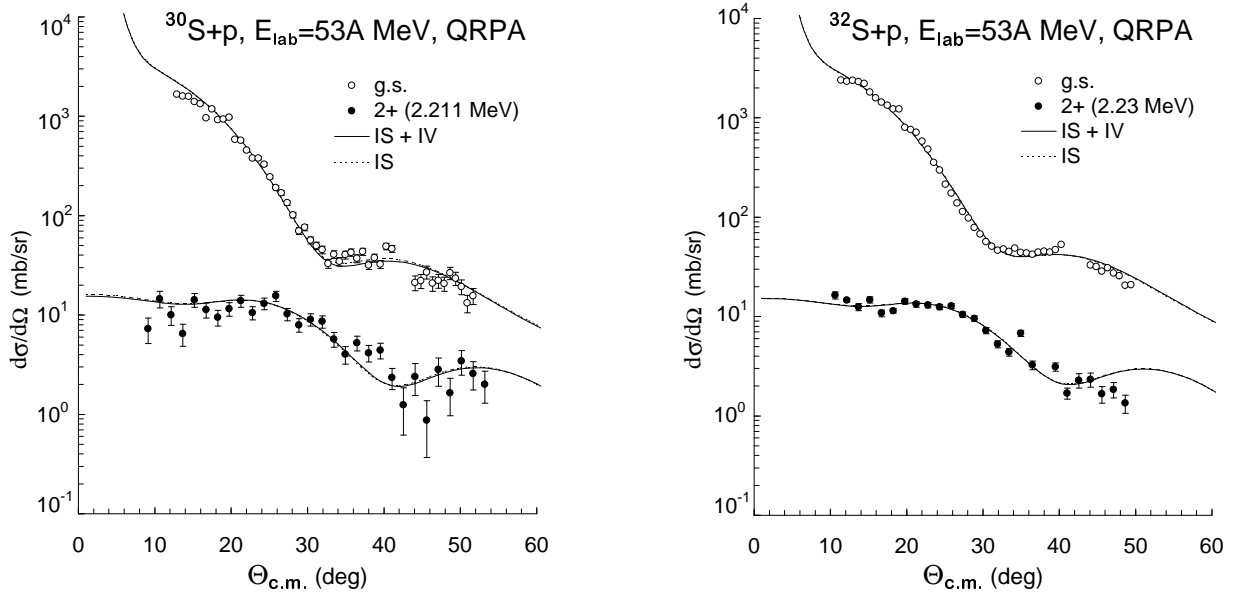 ³⁰S+p, E_lab=53A MeV, QRPA
g.s.
2+ (2.211 MeV)
IS + IV
IS
10⁴
10³
10²
10¹
10⁰
10⁻¹
dσ/dΩ (mb/sr)
0 10 20 30 40 50 60
Θc.m. (deg)
³²S+p, E_lab=53A MeV, QRPA
g.s.
2+ (2.23 MeV)
IS + IV
IS
10⁴
10³
10²
10¹
10⁰
10⁻¹
dσ/dΩ (mb/sr)
0 10 20 30 40 50 60
Θc.m. (deg)